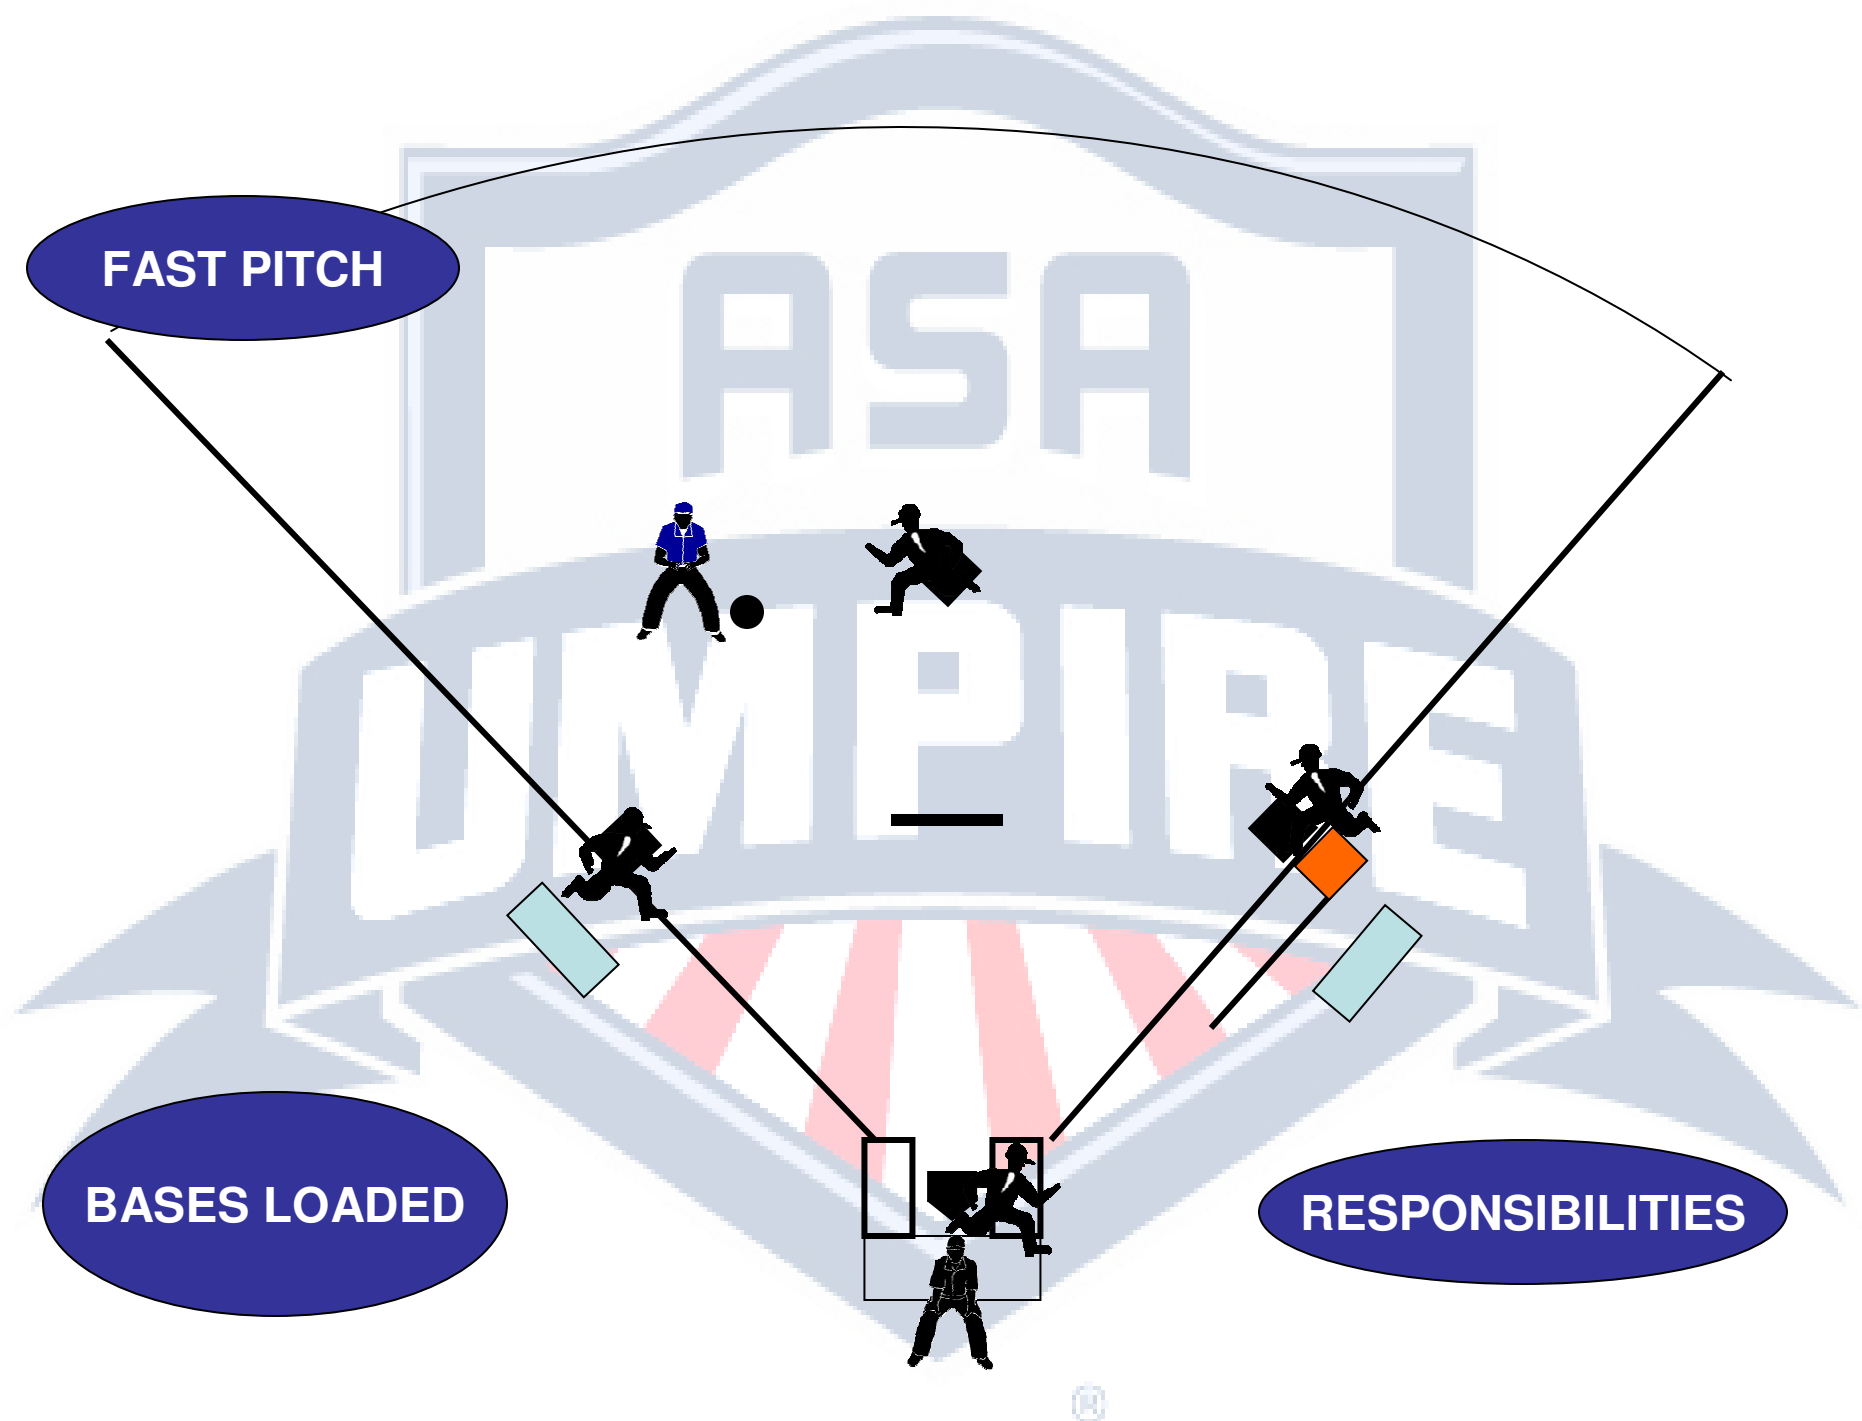 FAST PITCH
ASA
UMPIRE
BASES LOADED
RESPONSIBILITIES
®